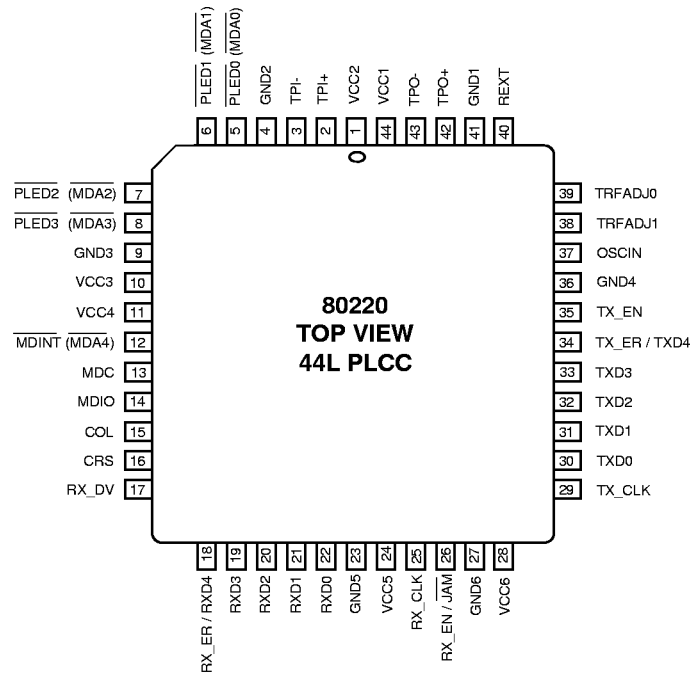 PLED1 (MDA1)
PLED0 (MDA0)
GND2
TPI-
TPI+
VCC2
VCC1
TPO-
TPO+
GND1
REXT
6 5 4 3 2 1 44 43 42 41 40
PLED2 (MDA2) 7
PLED3 (MDA3) 8
GND3 9
VCC3 10
VCC4 11
MDINT (MDA4) 12
MDC 13
MDIO 14
COL 15
CRS 16
RX_DV 17
80220
TOP VIEW
44L PLCC
39 TRFADJ0
38 TRFADJ1
37 OSCIN
36 GND4
35 TX_EN
34 TX_ER / TXD4
33 TXD3
32 TXD2
31 TXD1
30 TXD0
29 TX_CLK
18 19 20 21 22 23 24 25 26 27 28
RX_ER / RXD4
RXD3
RXD2
RXD1
RXD0
GND5
VCC5
RX_CLK
RX_EN / JAM
GND6
VCC6